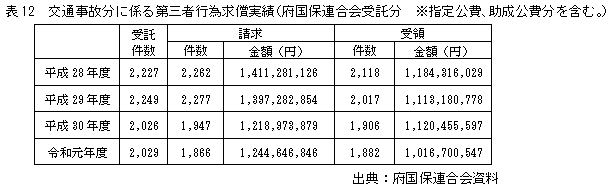 表12 交通事故分に係る第三者行為求償実績(府国保連合会受託分 ※指定公費、助成公費分を含む。)
受託 請求 受領
件数 件数 金額(円) 件数 金額(円)
平成28年度 2,227 2,262 1,411,281,126 2,118 1,184,316,029
平成29年度 2,249 2,277 1,397,282,854 2,017 1,113,180,778
平成30年度 2,026 1,947 1,218,973,879 1,906 1,120,455,597
令和元年度 2,029 1,866 1,244,646,846 1,882 1,016,700,547
出典:府国保連合会資料